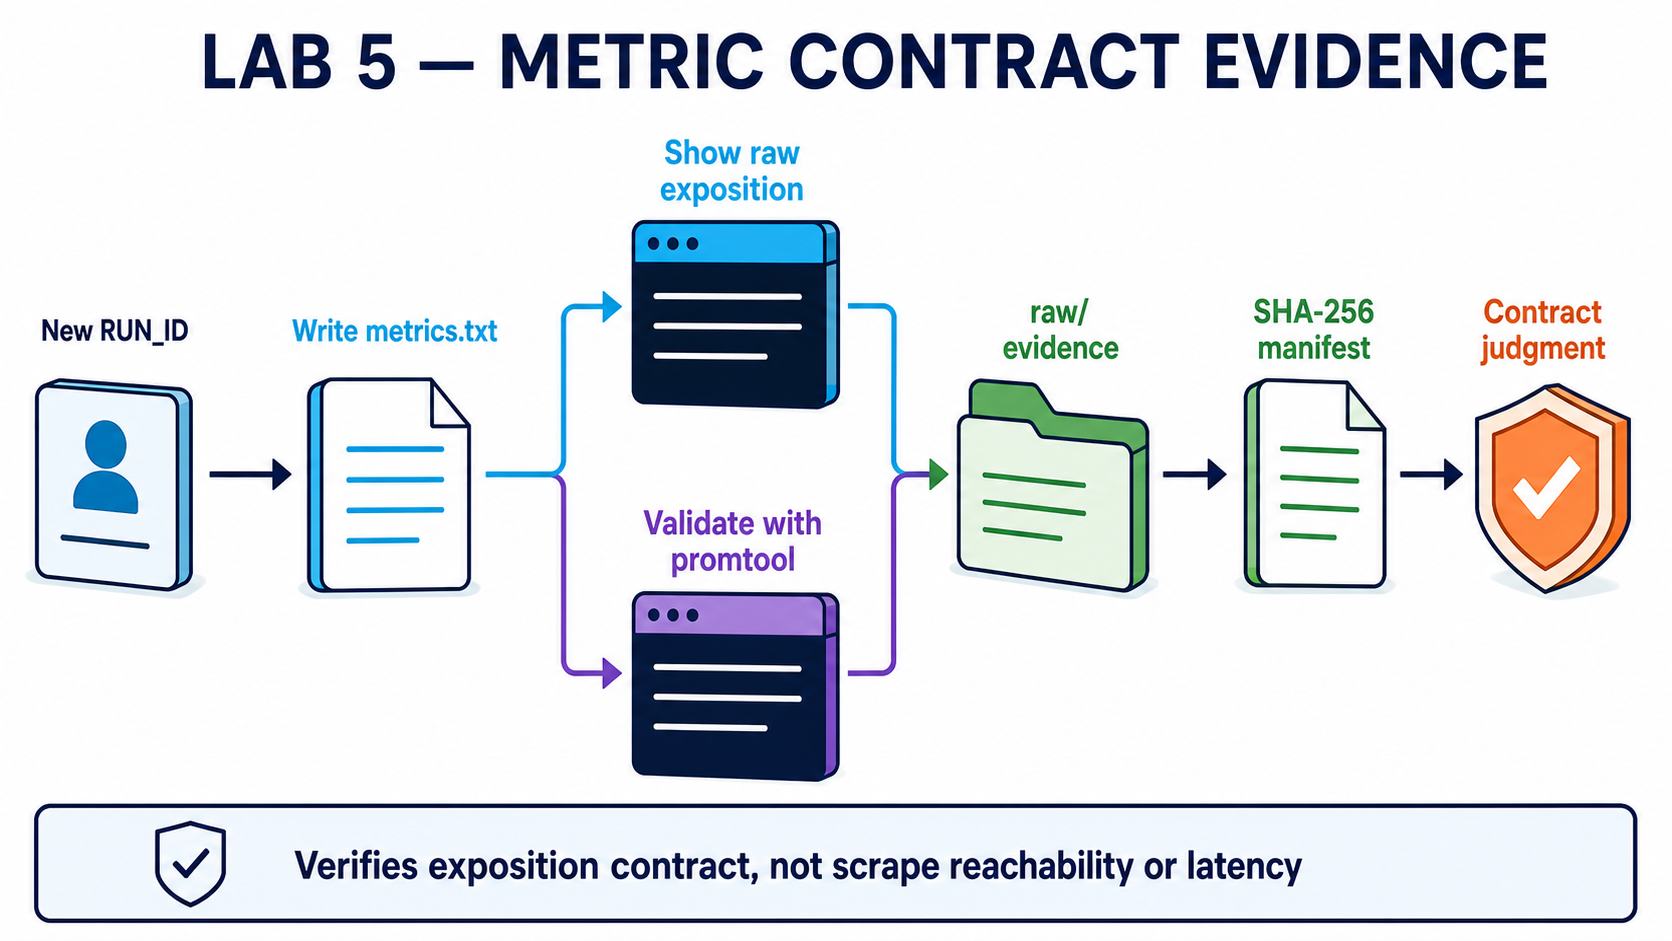 LAB 5 — METRIC CONTRACT EVIDENCE
New RUN_ID
Write metrics.txt
Show raw
exposition
Validate with
promtool
raw/
evidence
SHA-256
manifest
Contract
judgment
Verifies exposition contract, not scrape reachability or latency